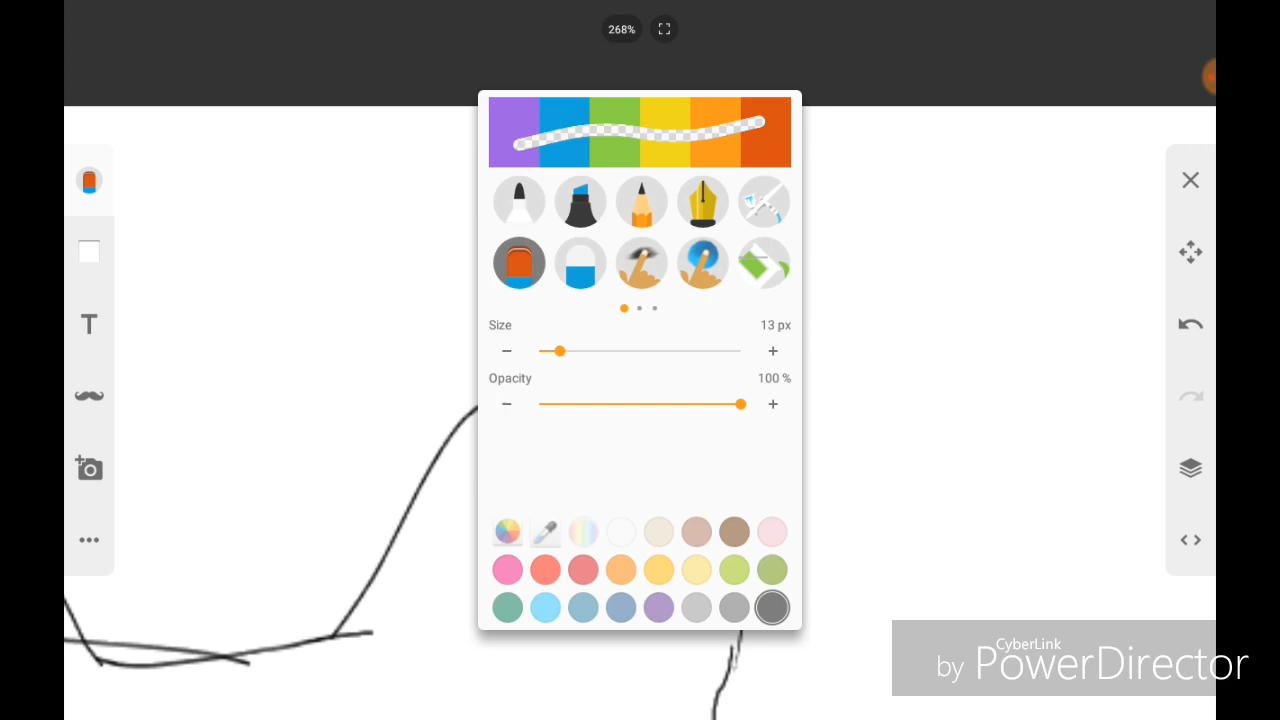 268%
T
Size 13 px
Opacity 100 %
CyberLink
by PowerDirector